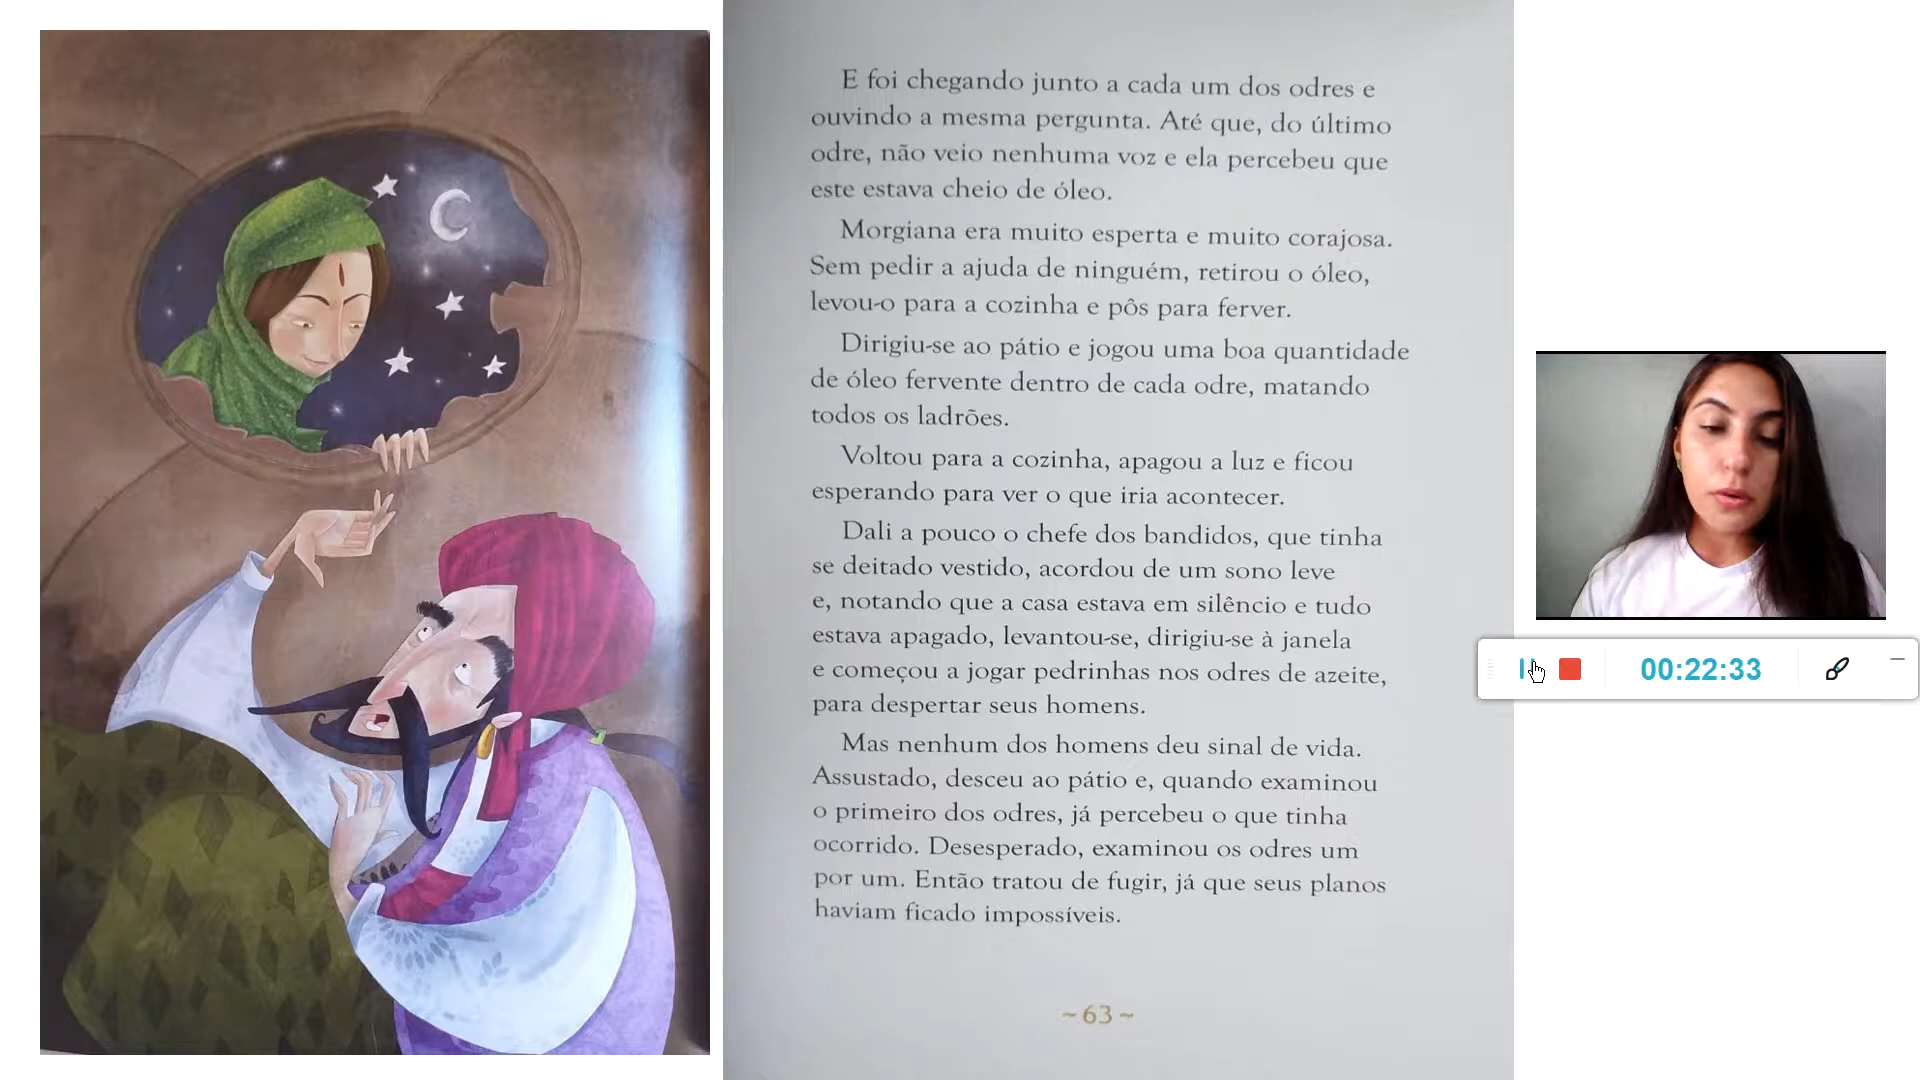 E foi chegando junto a cada um dos odres e
ouvindo a mesma pergunta. Até que, do último
odre, não veio nenhuma voz e ela percebeu que
este estava cheio de óleo.
Morgiana era muito esperta e muito corajosa.
Sem pedir a ajuda de ninguém, retirou o óleo,
levou-o para a cozinha e pôs para ferver.
Dirigiu-se ao pátio e jogou uma boa quantidade
de óleo fervente dentro de cada odre, matando
todos os ladrões.
Voltou para a cozinha, apagou a luz e ficou
esperando para ver o que iria acontecer.
Dali a pouco o chefe dos bandidos, que tinha
se deitado vestido, acordou de um sono leve
e, notando que a casa estava em silêncio e tudo
estava apagado, levantou-se, dirigiu-se à janela
e começou a jogar pedrinhas nos odres de azeite,
para despertar seus homens.
Mas nenhum dos homens deu sinal de vida.
Assustado, desceu ao pátio e, quando examinou
o primeiro dos odres, já percebeu o que tinha
ocorrido. Desesperado, examinou os odres um
por um. Então tratou de fugir, já que seus planos
haviam ficado impossíveis.
~63~
00:22:33